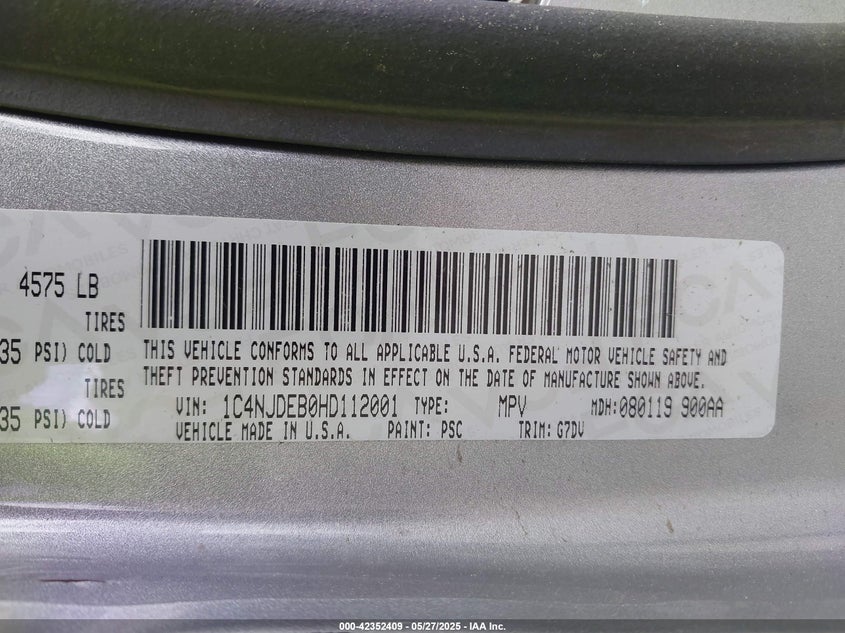 4575 LB
TIRES
35 PSI) COLD
TIRES
35 PSI) COLD
THIS VEHICLE CONFORMS TO ALL APPLICABLE U.S.A. FEDERAL MOTOR VEHICLE SAFETY AND
THEFT PREVENTION STANDARDS IN EFFECT ON THE DATE OF MANUFACTURE SHOWN ABOVE.
VIN: 1C4NJDEB0HD112001 TYPE: MPV MDH:080119 900AA
VEHICLE MADE IN U.S.A. PAINT: PSC TRIM: G7DV
000-42352409 - 05/27/2025 - IAA Inc.